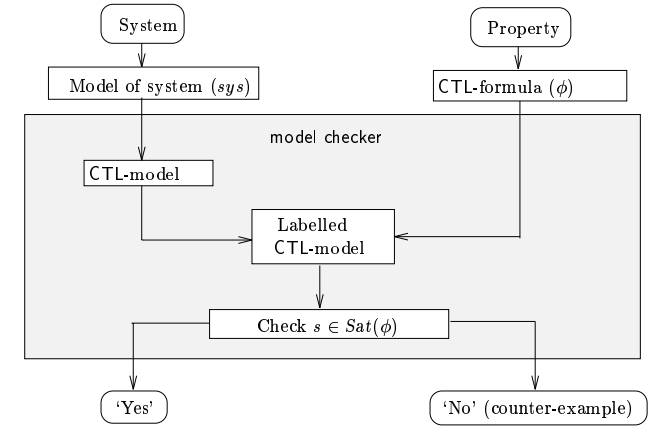 System
Property
Model of system (sys)
CTL-formula (ϕ)
model checker
CTL-model
Labelled
CTL-model
Check s ∈ Sat(ϕ)
‘Yes’
‘No’ (counter-example)